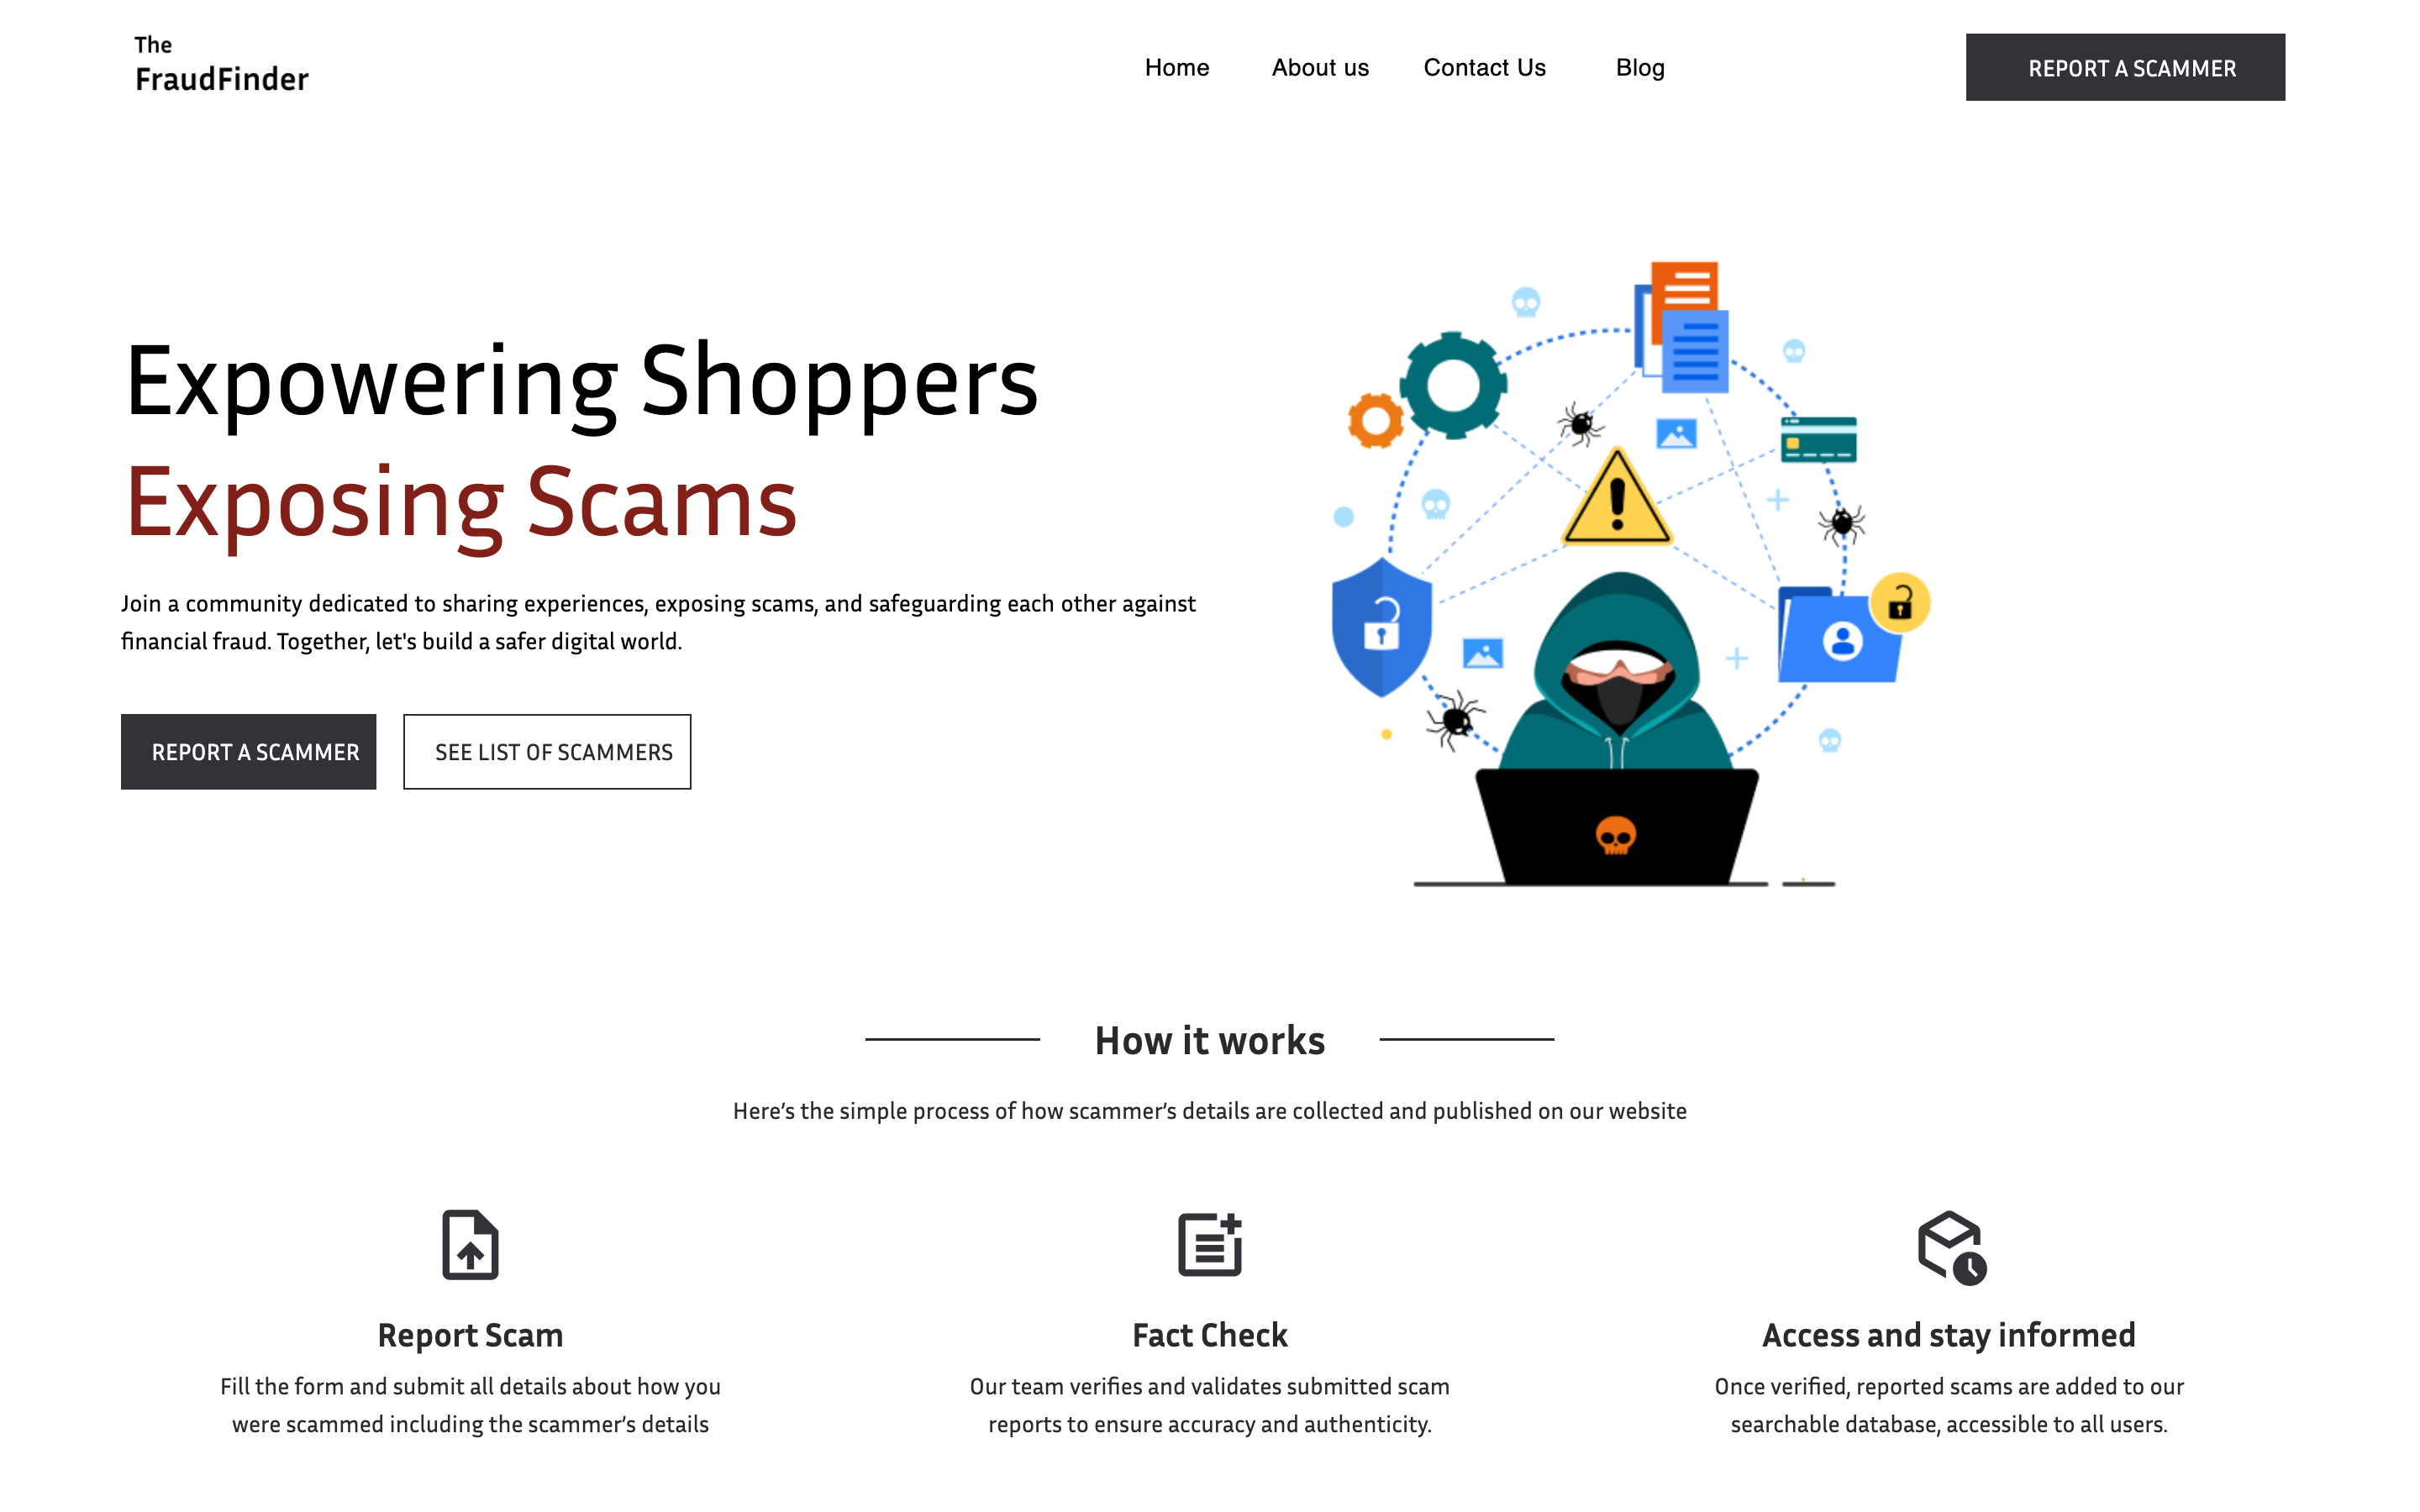 The
FraudFinder
Home
About us
Contact Us
Blog
REPORT A SCAMMER
Expowering Shoppers
Exposing Scams
Join a community dedicated to sharing experiences, exposing scams, and safeguarding each other against
financial fraud. Together, let's build a safer digital world.
REPORT A SCAMMER
SEE LIST OF SCAMMERS
How it works
Here’s the simple process of how scammer’s details are collected and published on our website
Report Scam
Fill the form and submit all details about how you
were scammed including the scammer’s details
Fact Check
Our team verifies and validates submitted scam
reports to ensure accuracy and authenticity.
Access and stay informed
Once verified, reported scams are added to our
searchable database, accessible to all users.